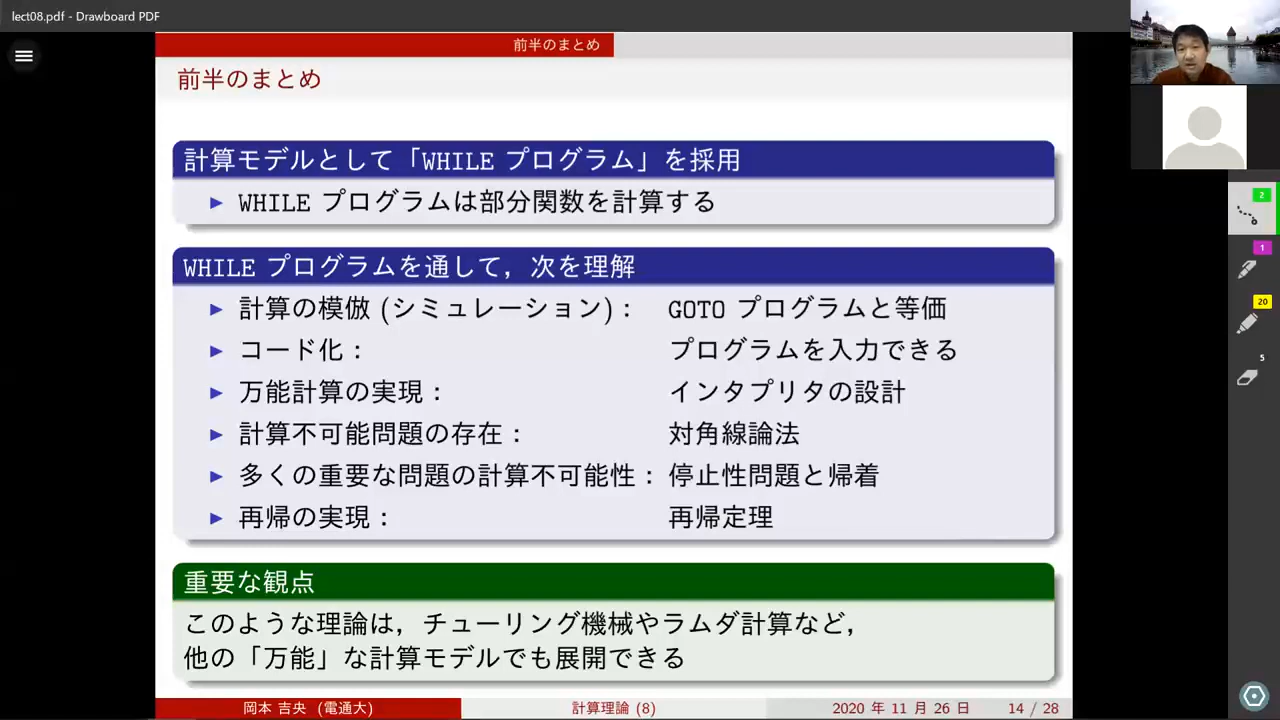 lect08.pdf - Drawboard PDF
前半のまとめ
前半のまとめ
計算モデルとして「WHILE プログラム」を採用
▶ WHILE プログラムは部分関数を計算する
WHILE プログラムを通して，次を理解
▶ 計算の模倣 (シミュレーション)： GOTO プログラムと等価
▶ コード化： プログラムを入力できる
▶ 万能計算の実現： インタプリタの設計
▶ 計算不可能問題の存在： 対角線論法
▶ 多くの重要な問題の計算不可能性： 停止性問題と帰着
▶ 再帰の実現： 再帰定理
重要な観点
このような理論は，チューリング機械やラムダ計算など，
他の「万能」な計算モデルでも展開できる
岡本 吉央 (電通大) 計算理論 (8) 2020 年 11 月 26 日 14 / 28
2
1
20
5